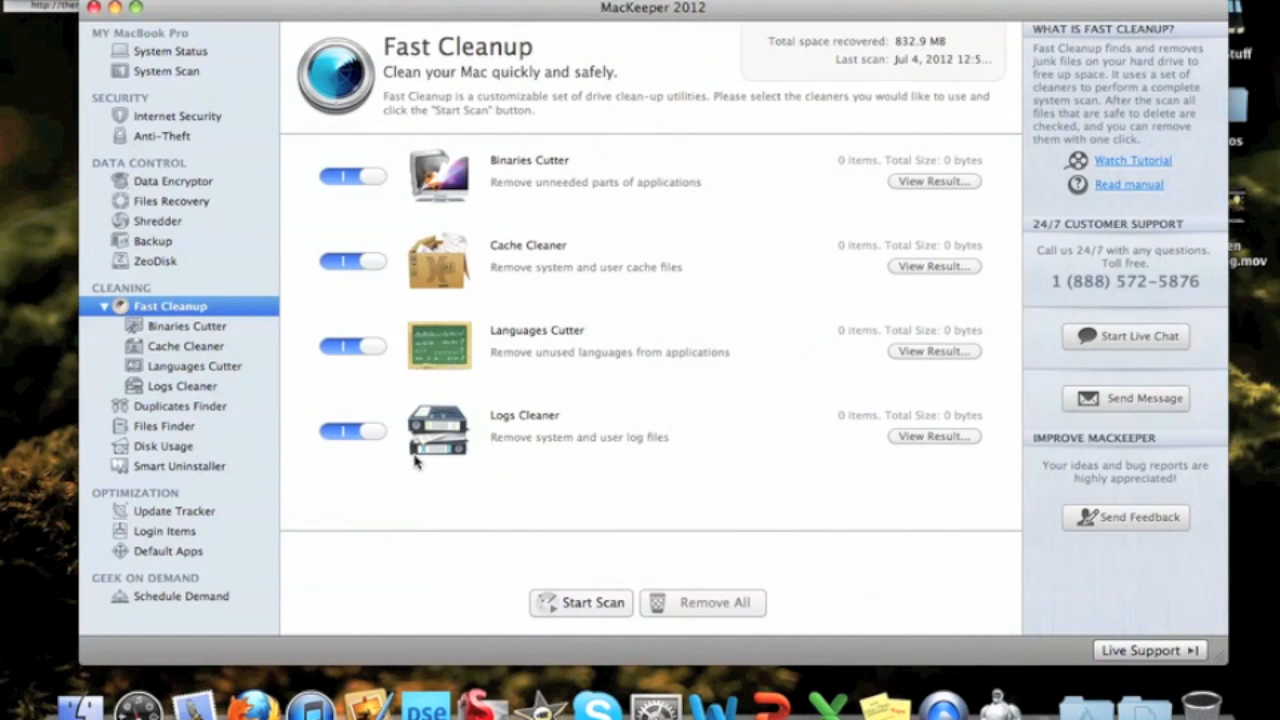 http://ther
MacKeeper 2012
MY MacBook Pro
System Status
System Scan
SECURITY
Internet Security
Anti-Theft
DATA CONTROL
Data Encryptor
Files Recovery
Shredder
Backup
ZeoDisk
CLEANING
Fast Cleanup
Binaries Cutter
Cache Cleaner
Languages Cutter
Logs Cleaner
Duplicates Finder
Files Finder
Disk Usage
Smart Uninstaller
OPTIMIZATION
Update Tracker
Login Items
Default Apps
GEEK ON DEMAND
Schedule Demand
Fast Cleanup
Clean your Mac quickly and safely.
Fast Cleanup is a customizable set of drive clean-up utilities. Please select the cleaners you would like to use and
click the "Start Scan" button.
Total space recovered: 832.9 MB
Last scan: Jul 4, 2012 12:5...
Binaries Cutter
Remove unneeded parts of applications
0 items. Total Size: 0 bytes
View Result...
Cache Cleaner
Remove system and user cache files
0 items. Total Size: 0 bytes
View Result...
Languages Cutter
Remove unused languages from applications
0 items. Total Size: 0 bytes
View Result...
Logs Cleaner
Remove system and user log files
0 items. Total Size: 0 bytes
View Result...
Start Scan
Remove All
WHAT IS FAST CLEANUP?
Fast Cleanup finds and removes
junk files on your hard drive to
free up space. It uses a set of
cleaners to perform a complete
system scan. After the scan all
files that are safe to delete are
checked, and you can remove
them with one click.
Watch Tutorial
Read manual
24/7 CUSTOMER SUPPORT
Call us 24/7 with any questions.
Toll free.
1 (888) 572-5876
Start Live Chat
Send Message
IMPROVE MACKEEPER
Your ideas and bug reports are
highly appreciated!
Send Feedback
Live Support
tuff
os
en
g.mov
pse